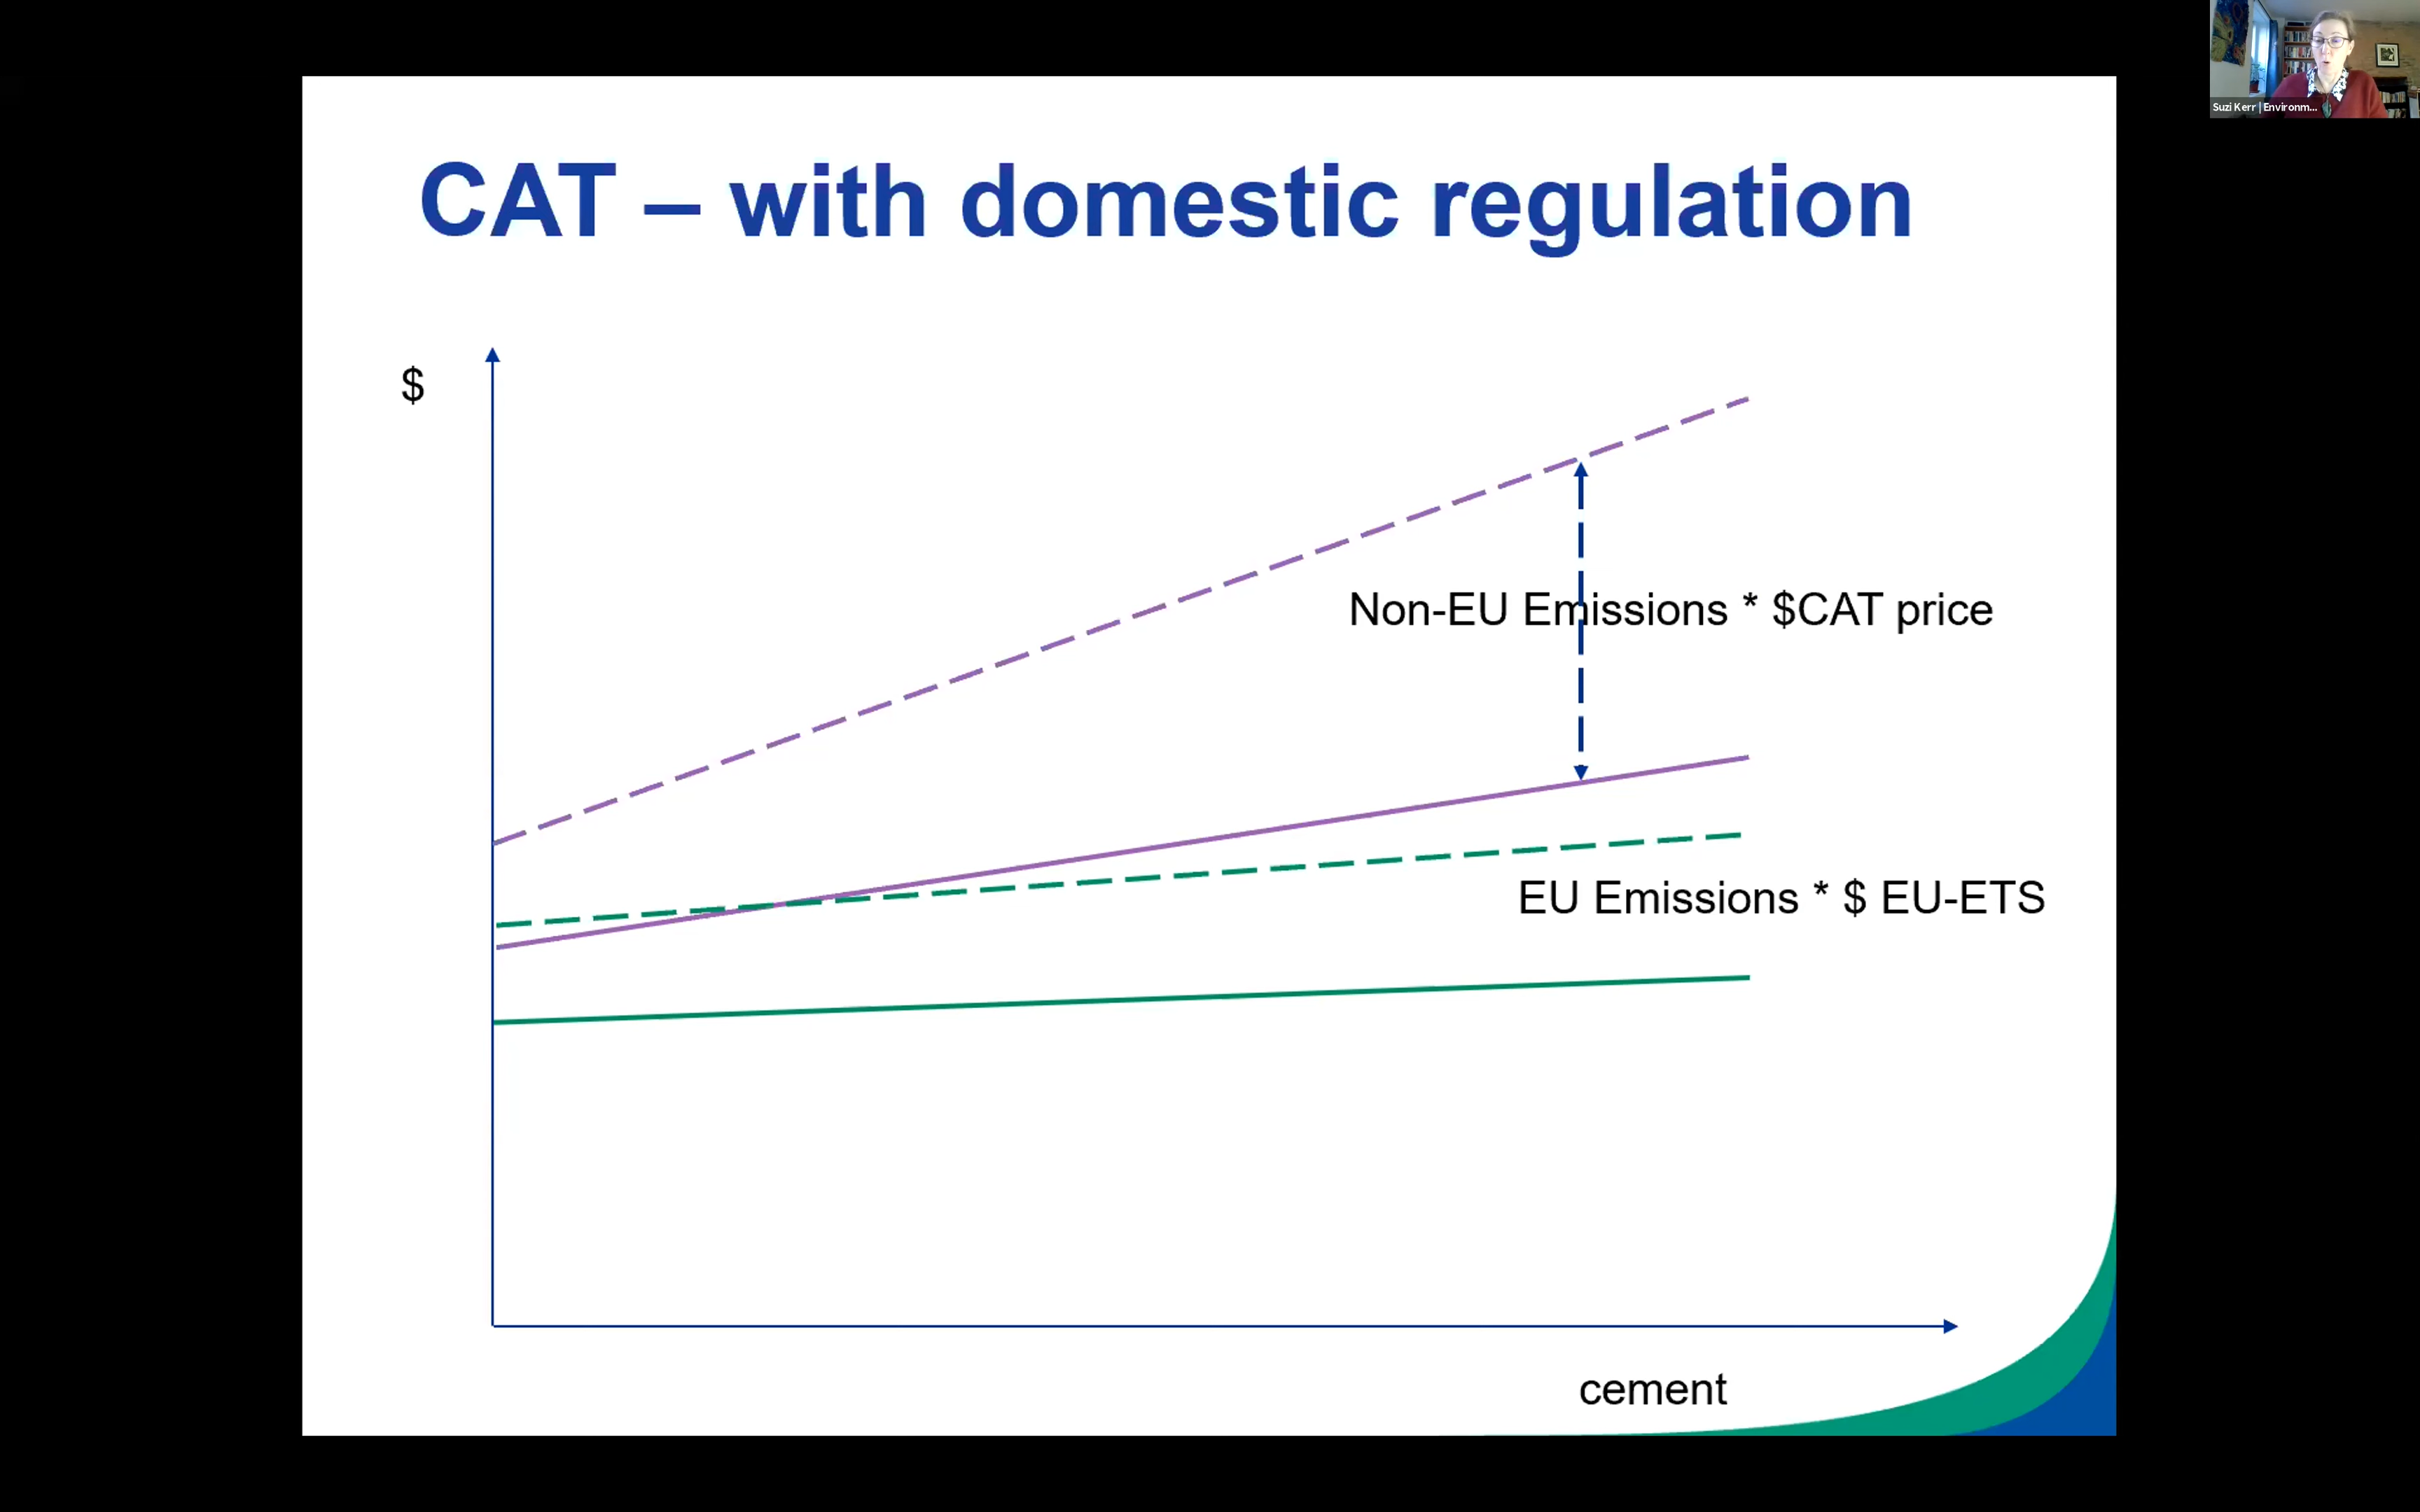 Suzi Kerr | Environm...
CAT – with domestic regulation
$
Non-EU Emissions * $CAT price
EU Emissions * $ EU-ETS
cement